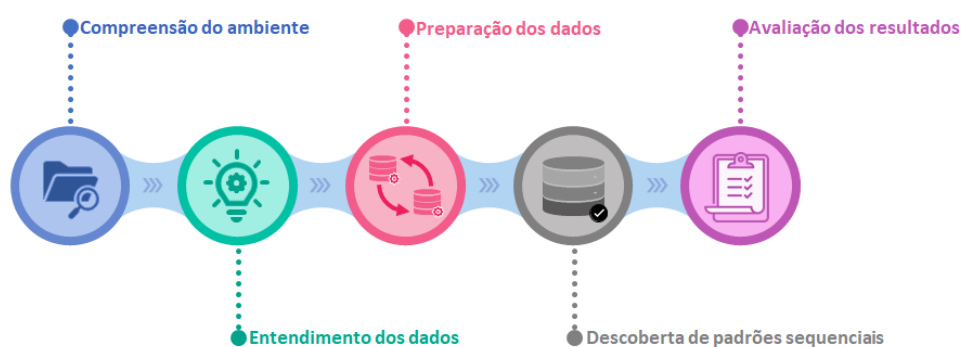 Compreensão do ambiente
Preparação dos dados
Avaliação dos resultados
Entendimento dos dados
Descoberta de padrões sequenciais